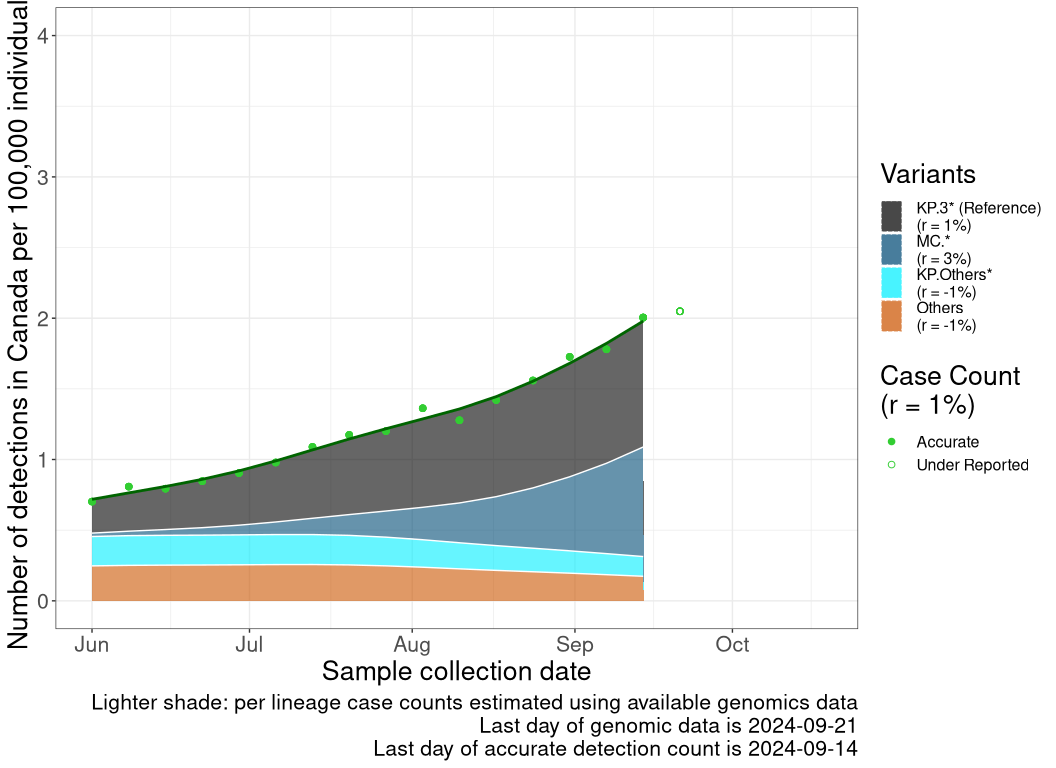 Number of detections in Canada per 100,000 individual
4
3
2
1
0
Jun
Jul
Aug
Sep
Oct
Sample collection date
Lighter shade: per lineage case counts estimated using available genomics data
Last day of genomic data is 2024-09-21
Last day of accurate detection count is 2024-09-14
Variants
KP.3* (Reference)
(r = 1%)
MC.*
(r = 3%)
KP.Others*
(r = -1%)
Others
(r = -1%)
Case Count
(r = 1%)
Accurate
Under Reported